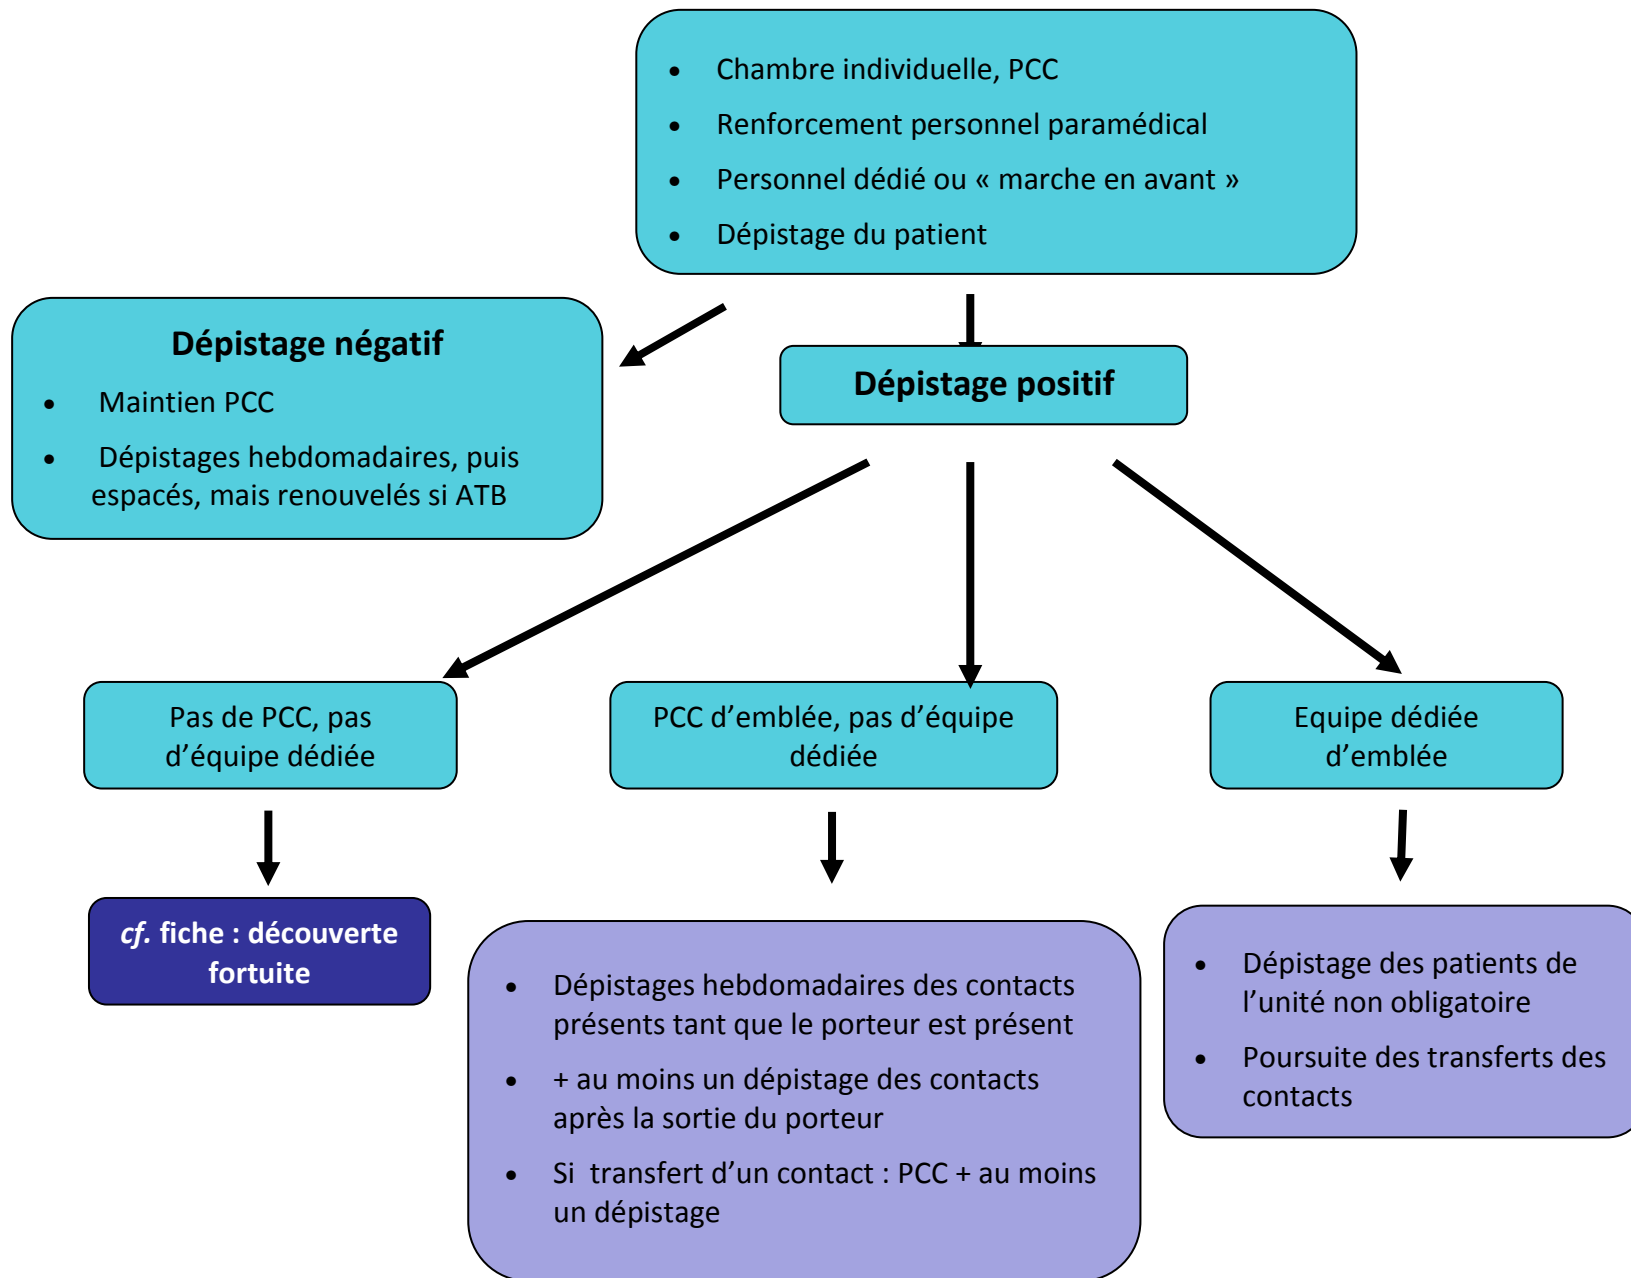 • Chambre individuelle, PCC
• Renforcement personnel paramédical
• Personnel dédié ou « marche en avant »
• Dépistage du patient
Dépistage négatif
• Maintien PCC
• Dépistages hebdomadaires, puis
espacés, mais renouvelés si ATB
Dépistage positif
Pas de PCC, pas
d’équipe dédiée
PCC d’emblée, pas d’équipe
dédiée
Equipe dédiée
d’emblée
cf. fiche : découverte
fortuite
• Dépistages hebdomadaires des contacts
présents tant que le porteur est présent
• + au moins un dépistage des contacts
après la sortie du porteur
• Si transfert d’un contact : PCC + au moins
un dépistage
• Dépistage des patients de
l’unité non obligatoire
• Poursuite des transferts des
contacts